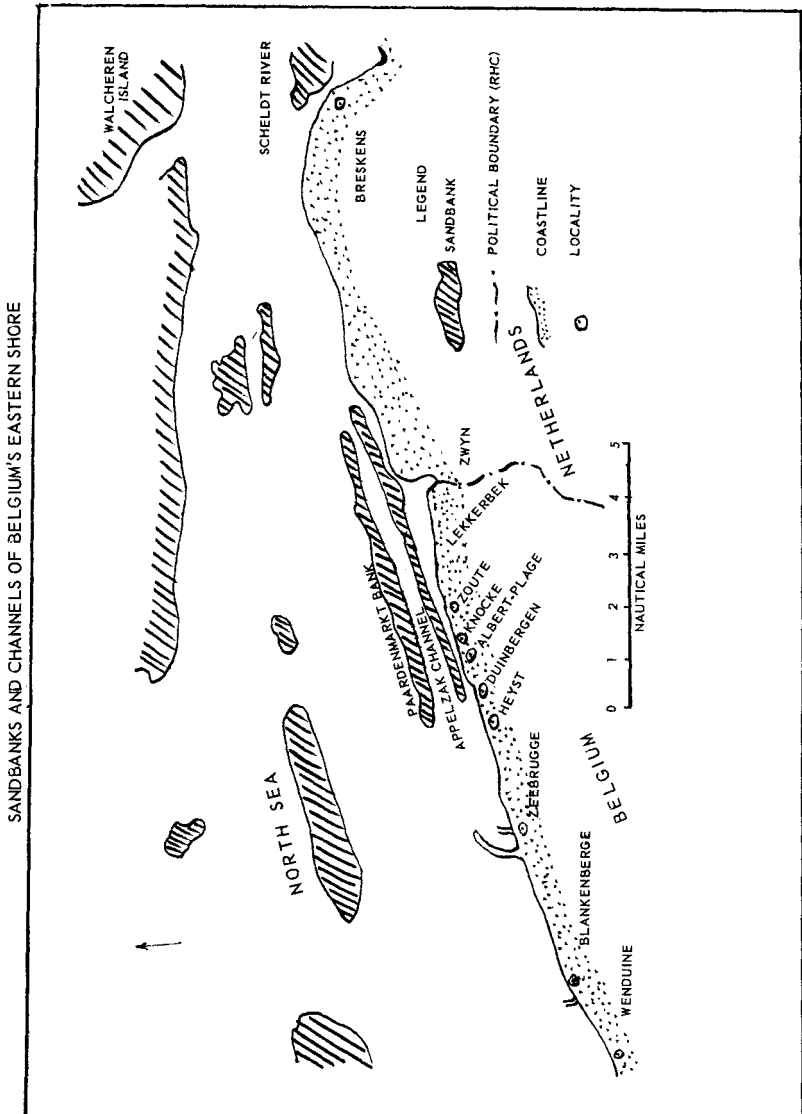 SANDBANKS AND CHANNELS OF BELGIUM'S EASTERN SHORE
WALCHEREN
ISLAND
SCHELDT RIVER
BRESKENS
NORTH SEA
PAARDENMARKT BANK
APPELZAK CHANNEL
ZWYN
LEKKERBEK
ZOUTE
KNOCKE
ALBERT-PLAGE
DUINBERGEN
HEYST
ZEEBRUGGE
BLANKENBERGE
WENDUINE
BELGIUM
NETHERLANDS
LEGEND
SANDBANK
POLITICAL BOUNDARY (RHC)
COASTLINE
LOCALITY
0 1 2 3 4 5
NAUTICAL MILES